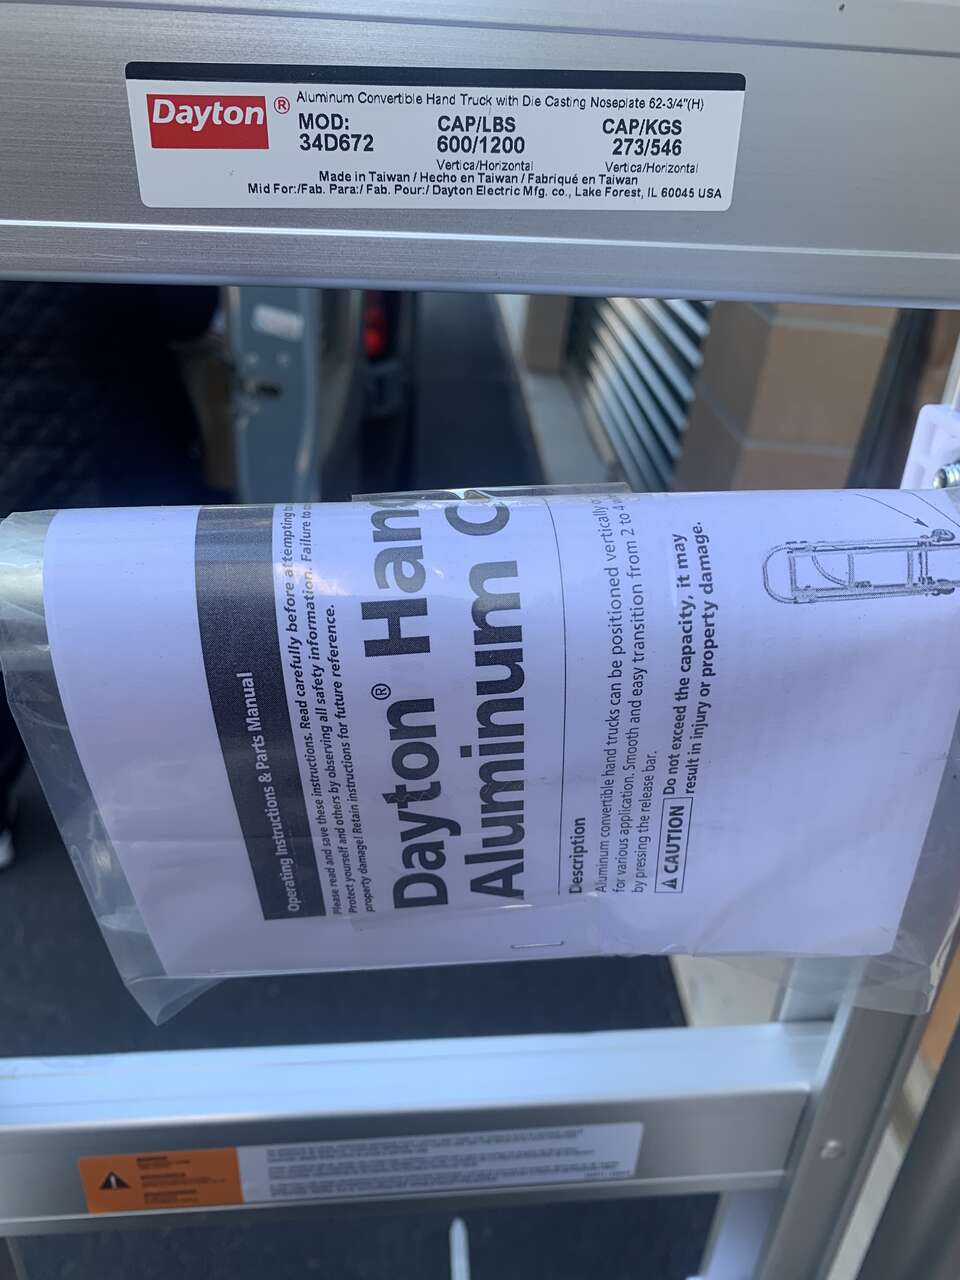 Dayton ®
Aluminum Convertible Hand Truck with Die Casting Noseplate 62-3/4"(H)
MOD:
34D672
CAP/LBS
600/1200
Vertica/Horizontal
CAP/KGS
273/546
Vertica/Horizontal
Made in Taiwan / Hecho en Taiwan / Fabriqué en Taiwan
Mid For:/Fab. Para:/ Fab. Pour:/ Dayton Electric Mfg. co., Lake Forest, IL 60045 USA
Operating Instructions & Parts Manual
Please read and save these instructions. Read carefully before attempting
Protect yourself and others by observing all safety information. Failure to
property damage! Retain instructions for future reference.
Dayton® Han
Aluminum C
Description
Aluminum convertible hand trucks can be positioned vertically
for various application. Smooth and easy transition from 2 to 4
by pressing the release bar.
⚠ CAUTION
Do not exceed the capacity, it may
result in injury or property damage.